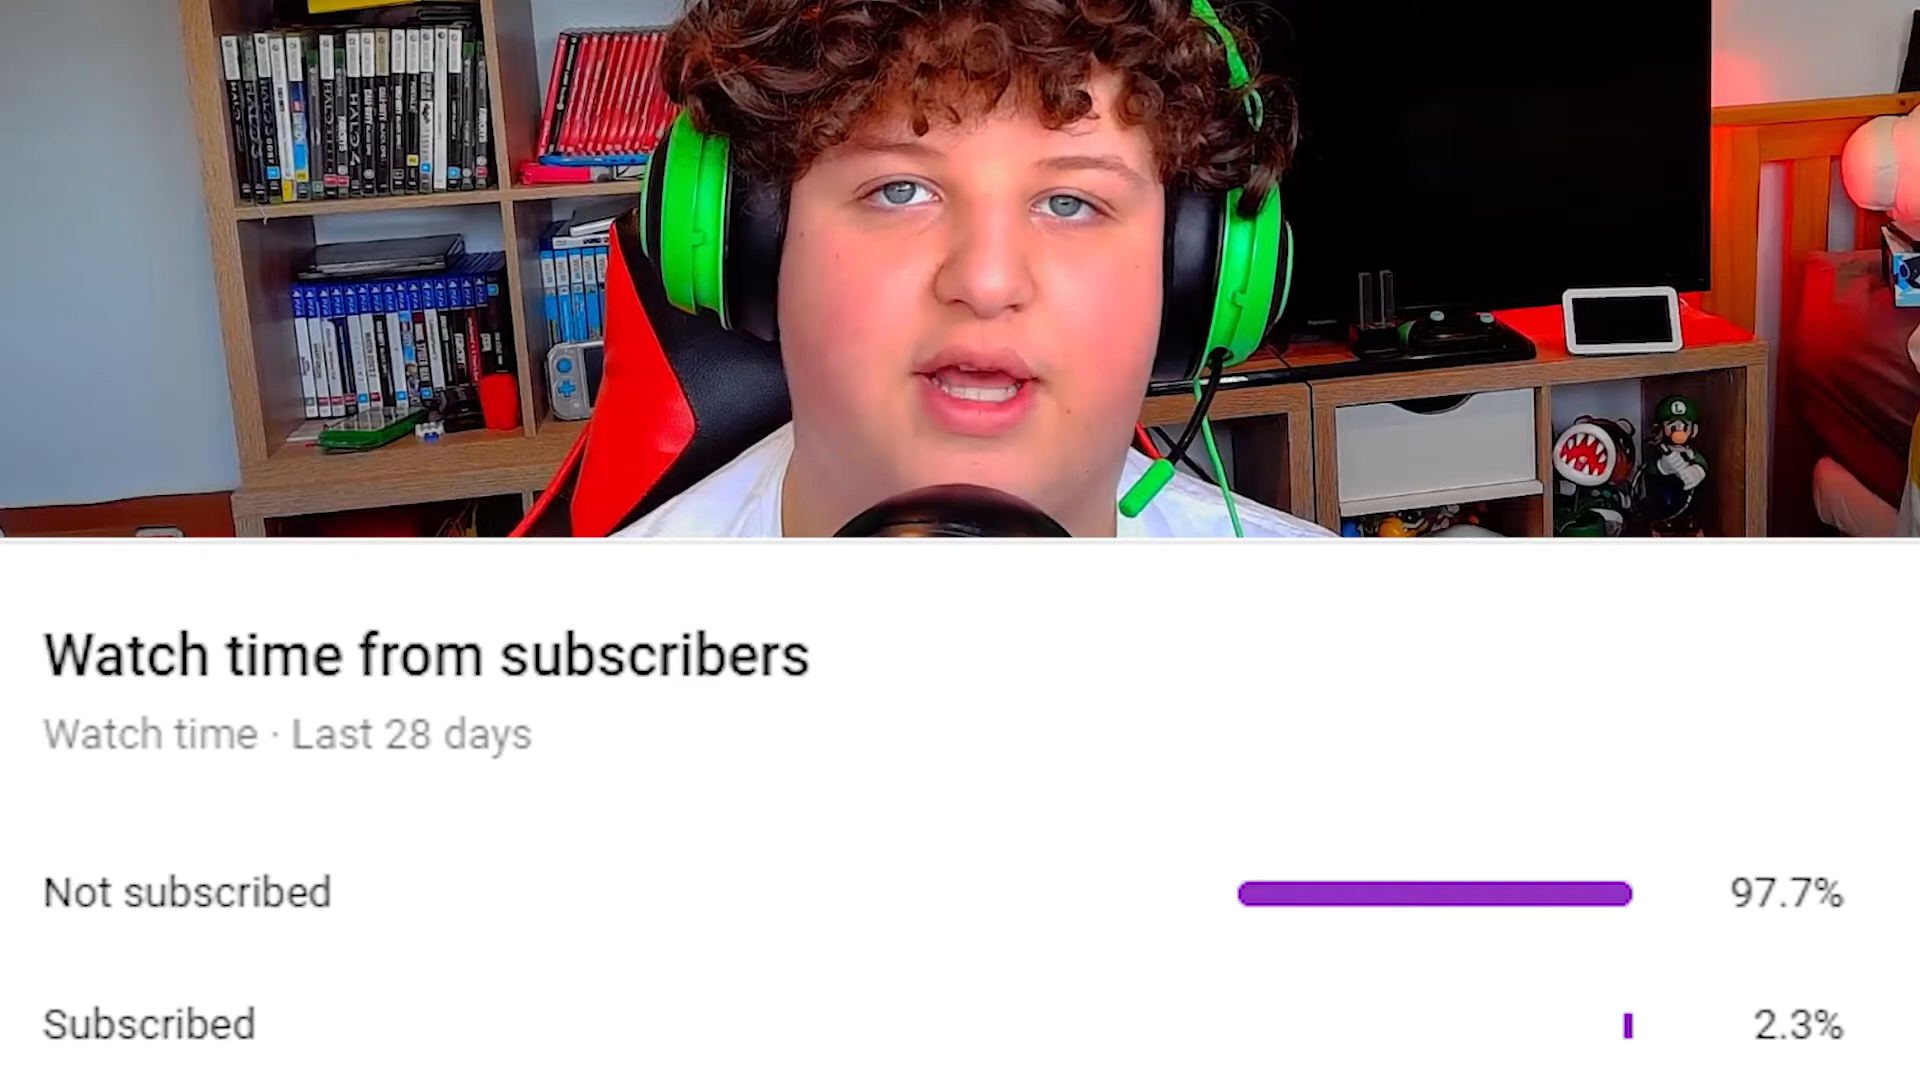 Watch time from subscribers
Watch time · Last 28 days
Not subscribed 97.7%
Subscribed 2.3%